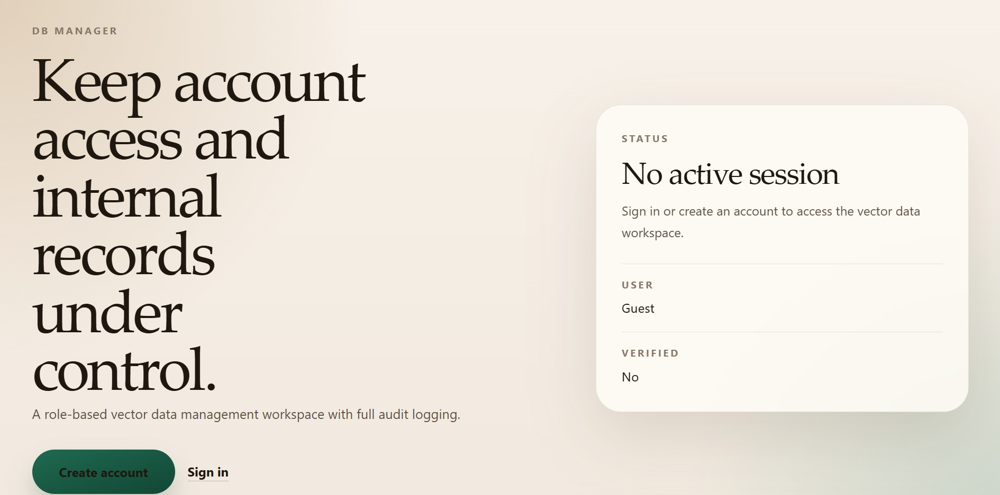 DB MANAGER
Keep account
access and
internal
records
under
control.
A role-based vector data management workspace with full audit logging.
Create account
Sign in
STATUS
No active session
Sign in or create an account to access the vector data
workspace.
USER
Guest
VERIFIED
No